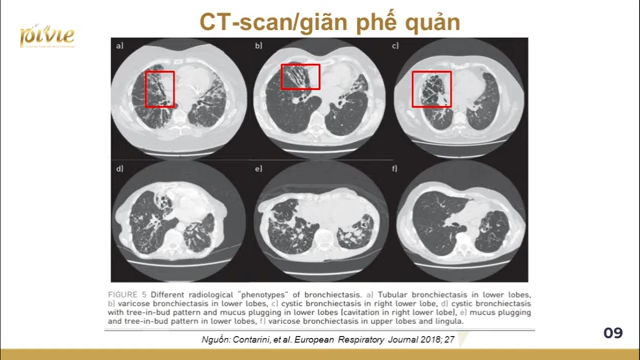 CT-scan/giãn phế quản
pivie
a)
b)
c)
d)
e)
f)
FIGURE 5 Different radiological "phenotypes" of bronchiectasis. a) Tubular bronchiectasis in lower lobes,
b) varicose bronchiectasis in lower lobes, c) cystic bronchiectasis in right lower lobe, d) cystic bronchiectasis
with tree-in-bud pattern and mucus plugging in lower lobes (cavitation in right lower lobe), e) mucus plugging
and tree-in-bud pattern in lower lobes, f) varicose bronchiectasis in upper lobes and lingula.
Nguồn: Contarini, et al. European Respiratory Journal 2018; 27
09